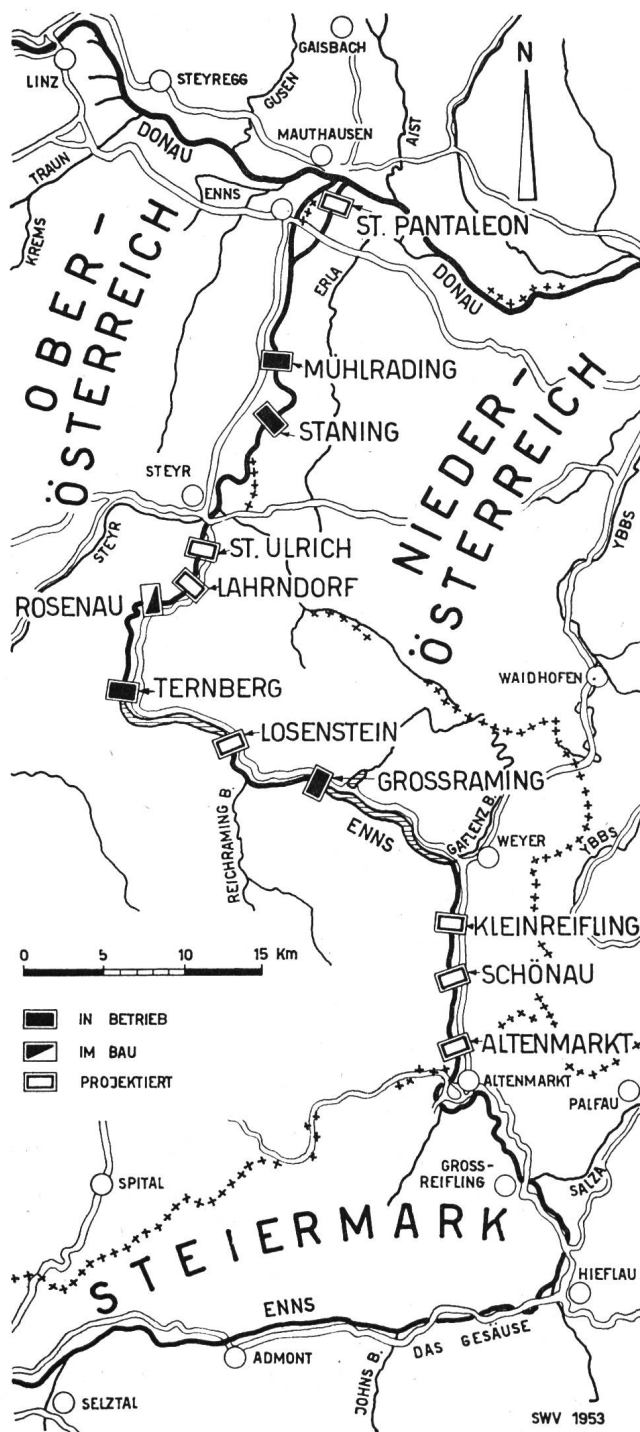 GAISBACH
N
LINZ
STEYREGG
GUSEN
MAUTHAUSEN
AIST
DONAU
TRAUN
KREMS
ENNS
ST. PANTALEON
ERLA
DONAU
OBER-
ÖSTERREICH
MÜHLRADING
STANING
NIEDER-
ÖSTERREICH
STEYR
STEYR
YBBS
ST. ULRICH
LAHRNDORF
ROSENAU
TERNBERG
WAIDHOFEN
LOSENSTEIN
GROSSRAMING
REICHRAMING B.
ENNS
GAFLENZ B.
WEYER
YBBS
KLEINREIFLING
0 5 10 15 Km
SCHÖNAU
IN BETRIEB
IM BAU
PROJEKTIERT
ALTENMARKT
ALTENMARKT
PALFAU
SPITAL
GROSS-
REIFLING
SALZA
STEIERMARK
HIEFLAU
ENNS
DAS GESÄUSE
ADMONT
JOHNS B.
SELZTAL
SWV 1953